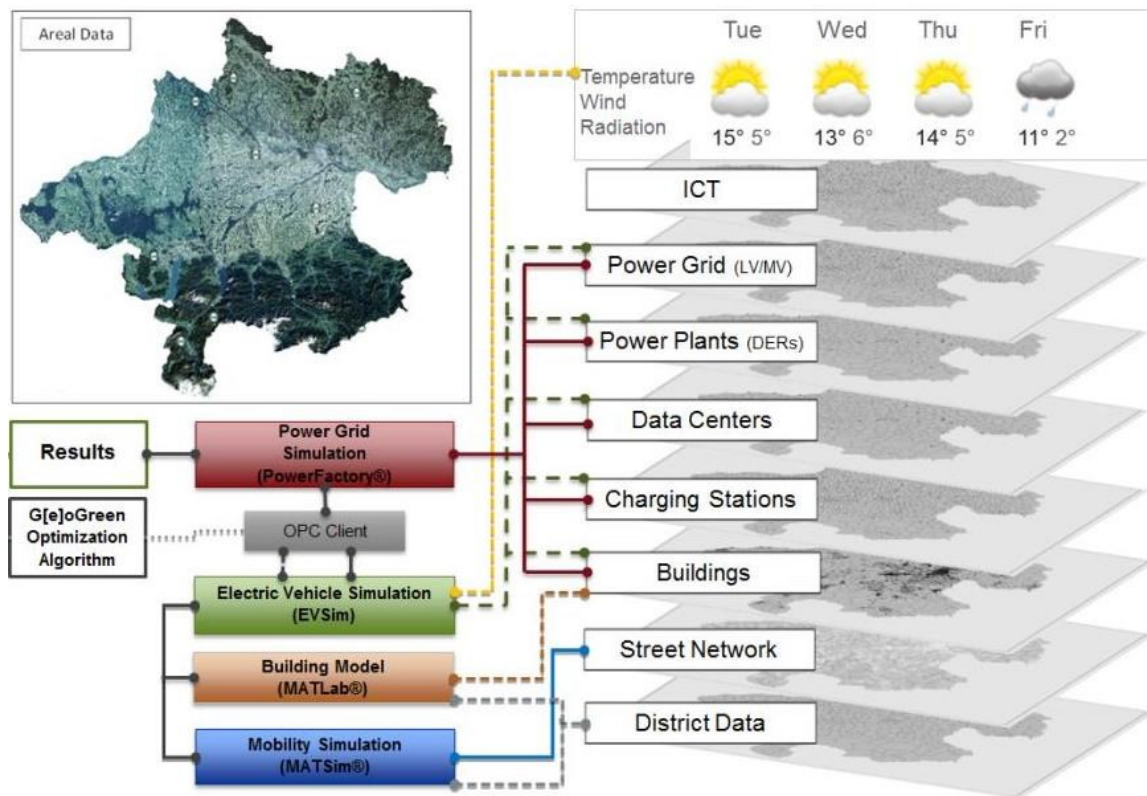 Areal Data
Tue Wed Thu Fri
Temperature
Wind
Radiation
15° 5° 13° 6° 14° 5° 11° 2°
ICT
Power Grid (LV/MV)
Power Plants (DERs)
Data Centers
Charging Stations
Buildings
Street Network
District Data
Results
Power Grid
Simulation
(PowerFactory®)
G[e]oGreen
Optimization
Algorithm
OPC Client
Electric Vehicle Simulation
(EVSim)
Building Model
(MATLab®)
Mobility Simulation
(MATSim®)